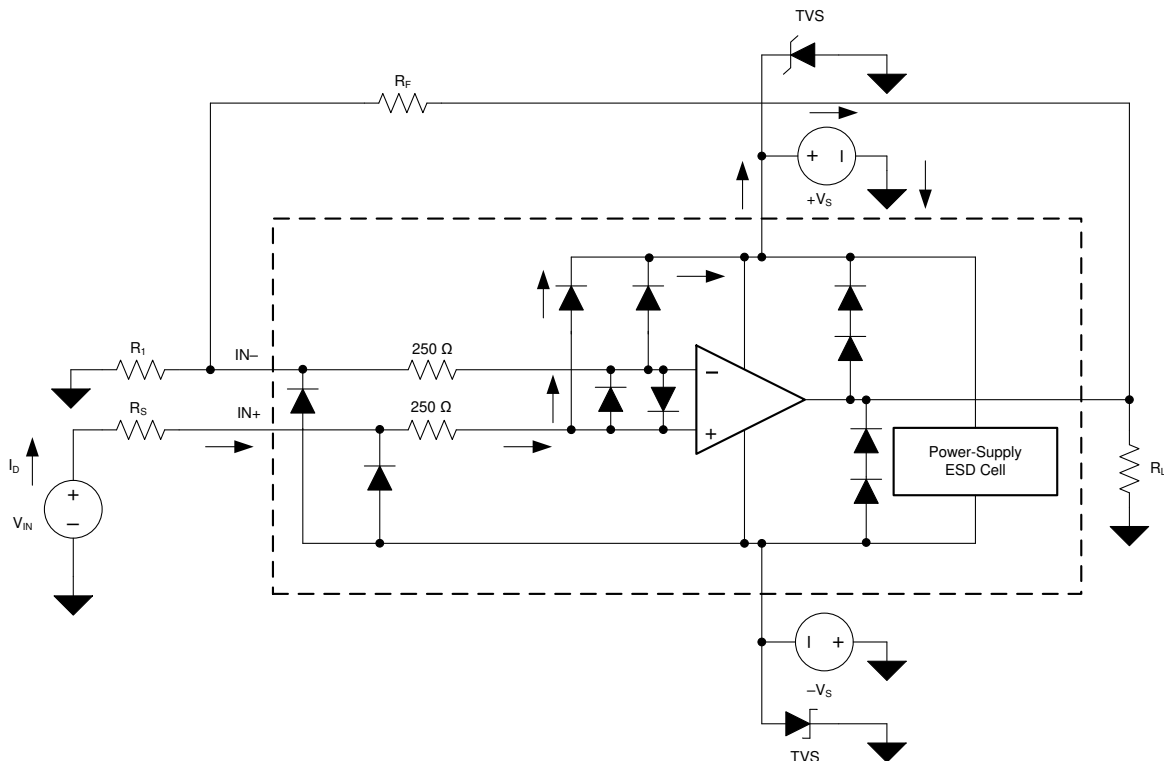 TVS
RF
+
+VS
R1
IN–
250 Ω
–
RS
IN+
250 Ω
+
Power-Supply
ESD Cell
ID
RL
+
VIN
–
+
–VS
TVS